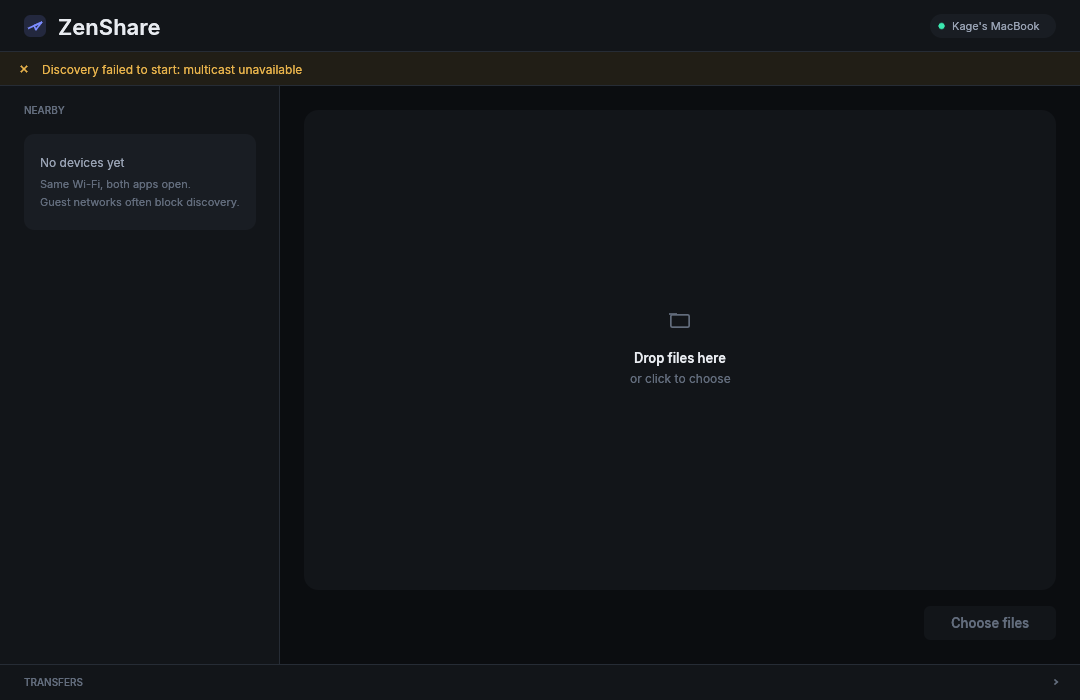 ZenShare
Kage's MacBook
Discovery failed to start: multicast unavailable
NEARBY
No devices yet
Same Wi-Fi, both apps open.
Guest networks often block discovery.
Drop files here
or click to choose
Choose files
TRANSFERS